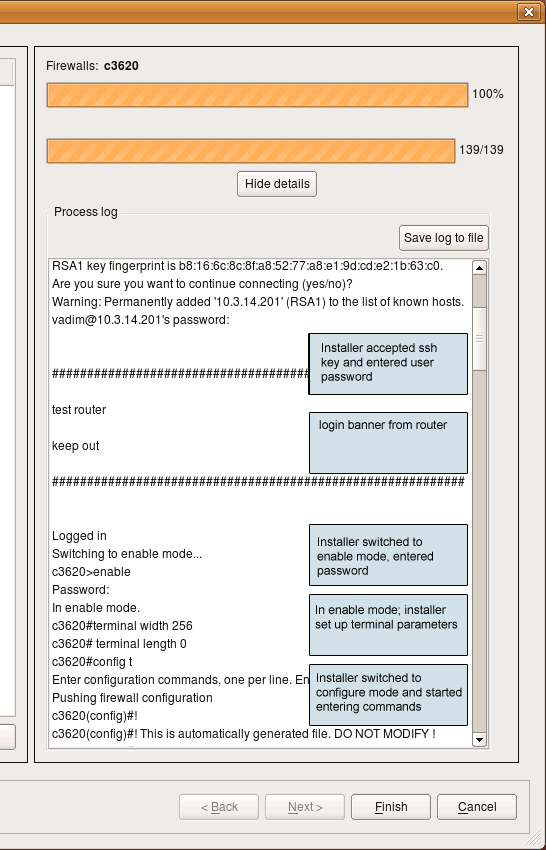 Firewalls: c3620
100%
139/139
Hide details
Process log
Save log to file
RSA1 key fingerprint is b8:16:6c:8c:8f:a8:52:77:a8:e1:9d:cd:e2:1b:63:c0.
Are you sure you want to continue connecting (yes/no)?
Warning: Permanently added '10.3.14.201' (RSA1) to the list of known hosts.
vadim@10.3.14.201's password:
Installer accepted ssh
key and entered user
password
#####################################
test router
login banner from router
keep out
###########################################################
Logged in
Switching to enable mode...
c3620>enable
Password:
Installer switched to
enable mode, entered
password
In enable mode.
c3620#terminal width 256
c3620# terminal length 0
In enable mode; installer
set up terminal parameters
c3620#config t
Enter configuration commands, one per line. En
Pushing firewall configuration
c3620(config)#!
Installer switched to
configure mode and started
entering commands
c3620(config)#! This is automatically generated file. DO NOT MODIFY !
< Back
Next >
Finish
Cancel